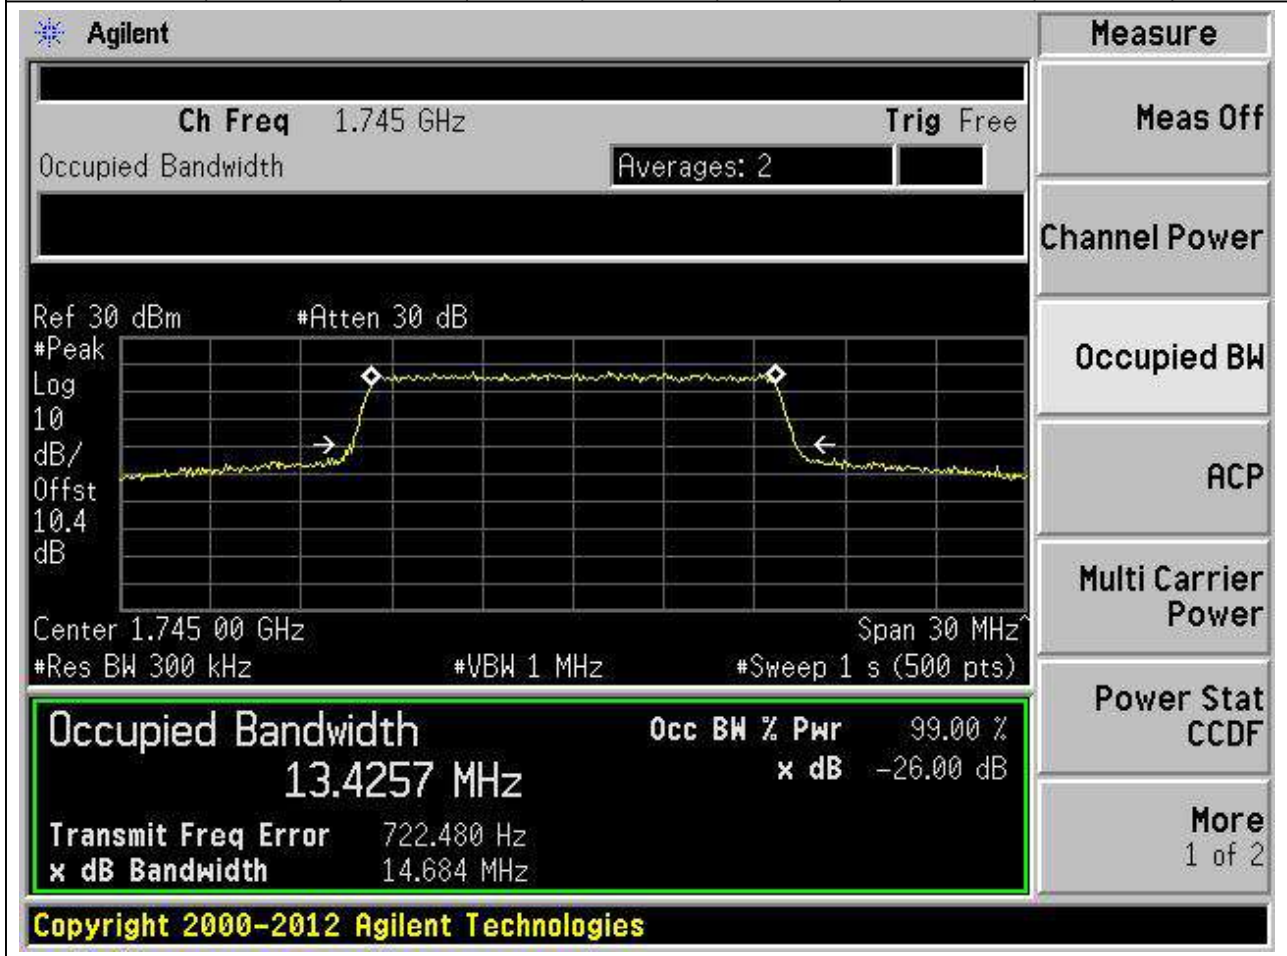 Agilent
Measure
Ch Freq 1.745 GHz Trig Free
Occupied Bandwidth Averages: 2
Ref 30 dBm #Atten 30 dB
#Peak
Log
10
dB/
Offst
10.4
dB
Center 1.745 00 GHz Span 30 MHz^
#Res BW 300 kHz #VBW 1 MHz #Sweep 1 s (500 pts)
Occupied Bandwidth Occ BW % Pwr 99.00 %
13.4257 MHz x dB -26.00 dB
Transmit Freq Error 722.480 Hz
x dB Bandwidth 14.684 MHz
Meas Off
Channel Power
Occupied BW
ACP
Multi Carrier
Power
Power Stat
CCDF
More
1 of 2
Copyright 2000-2012 Agilent Technologies